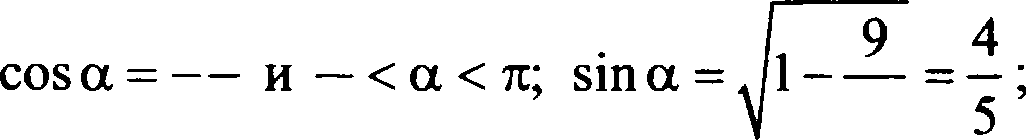 cos α = − − и − < α < π; sin α = √(1 − 9/ ) = 4/5;